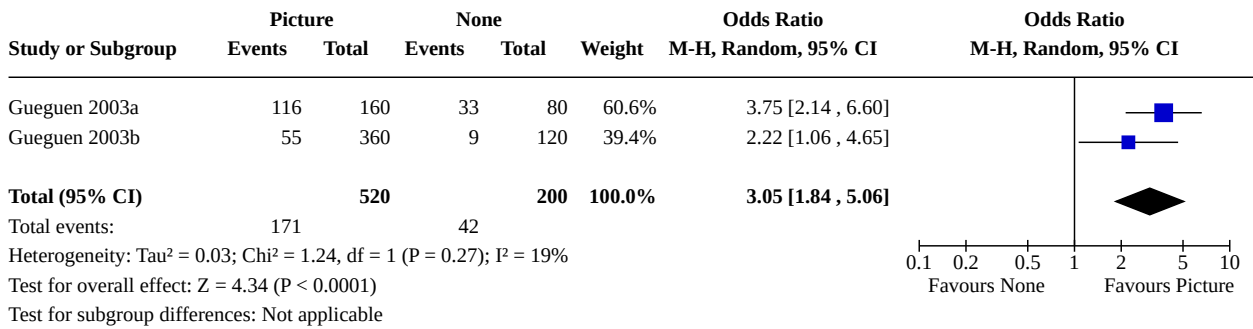 Picture None Odds Ratio Odds Ratio
Study or Subgroup Events Total Events Total Weight M-H, Random, 95% CI M-H, Random, 95% CI
Gueguen 2003a 116 160 33 80 60.6% 3.75 [2.14 , 6.60]
Gueguen 2003b 55 360 9 120 39.4% 2.22 [1.06 , 4.65]
Total (95% CI) 520 200 100.0% 3.05 [1.84 , 5.06]
Total events: 171 42
Heterogeneity: Tau² = 0.03; Chi² = 1.24, df = 1 (P = 0.27); I² = 19%
0.1 0.2 0.5 1 2 5 10
Test for overall effect: Z = 4.34 (P < 0.0001)
Favours None Favours Picture
Test for subgroup differences: Not applicable